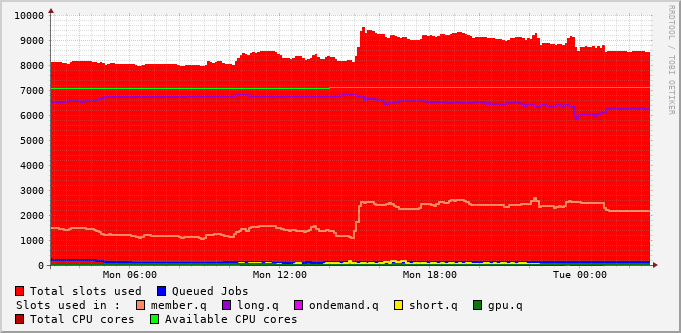 10000
9000
8000
7000
6000
5000
4000
3000
2000
1000
0
Mon 06:00 Mon 12:00 Mon 18:00 Tue 00:00
RRDTOOL / TOBI OETIKER
Total slots used Queued Jobs
Slots used in : member.q long.q ondemand.q short.q gpu.q
Total CPU cores Available CPU cores